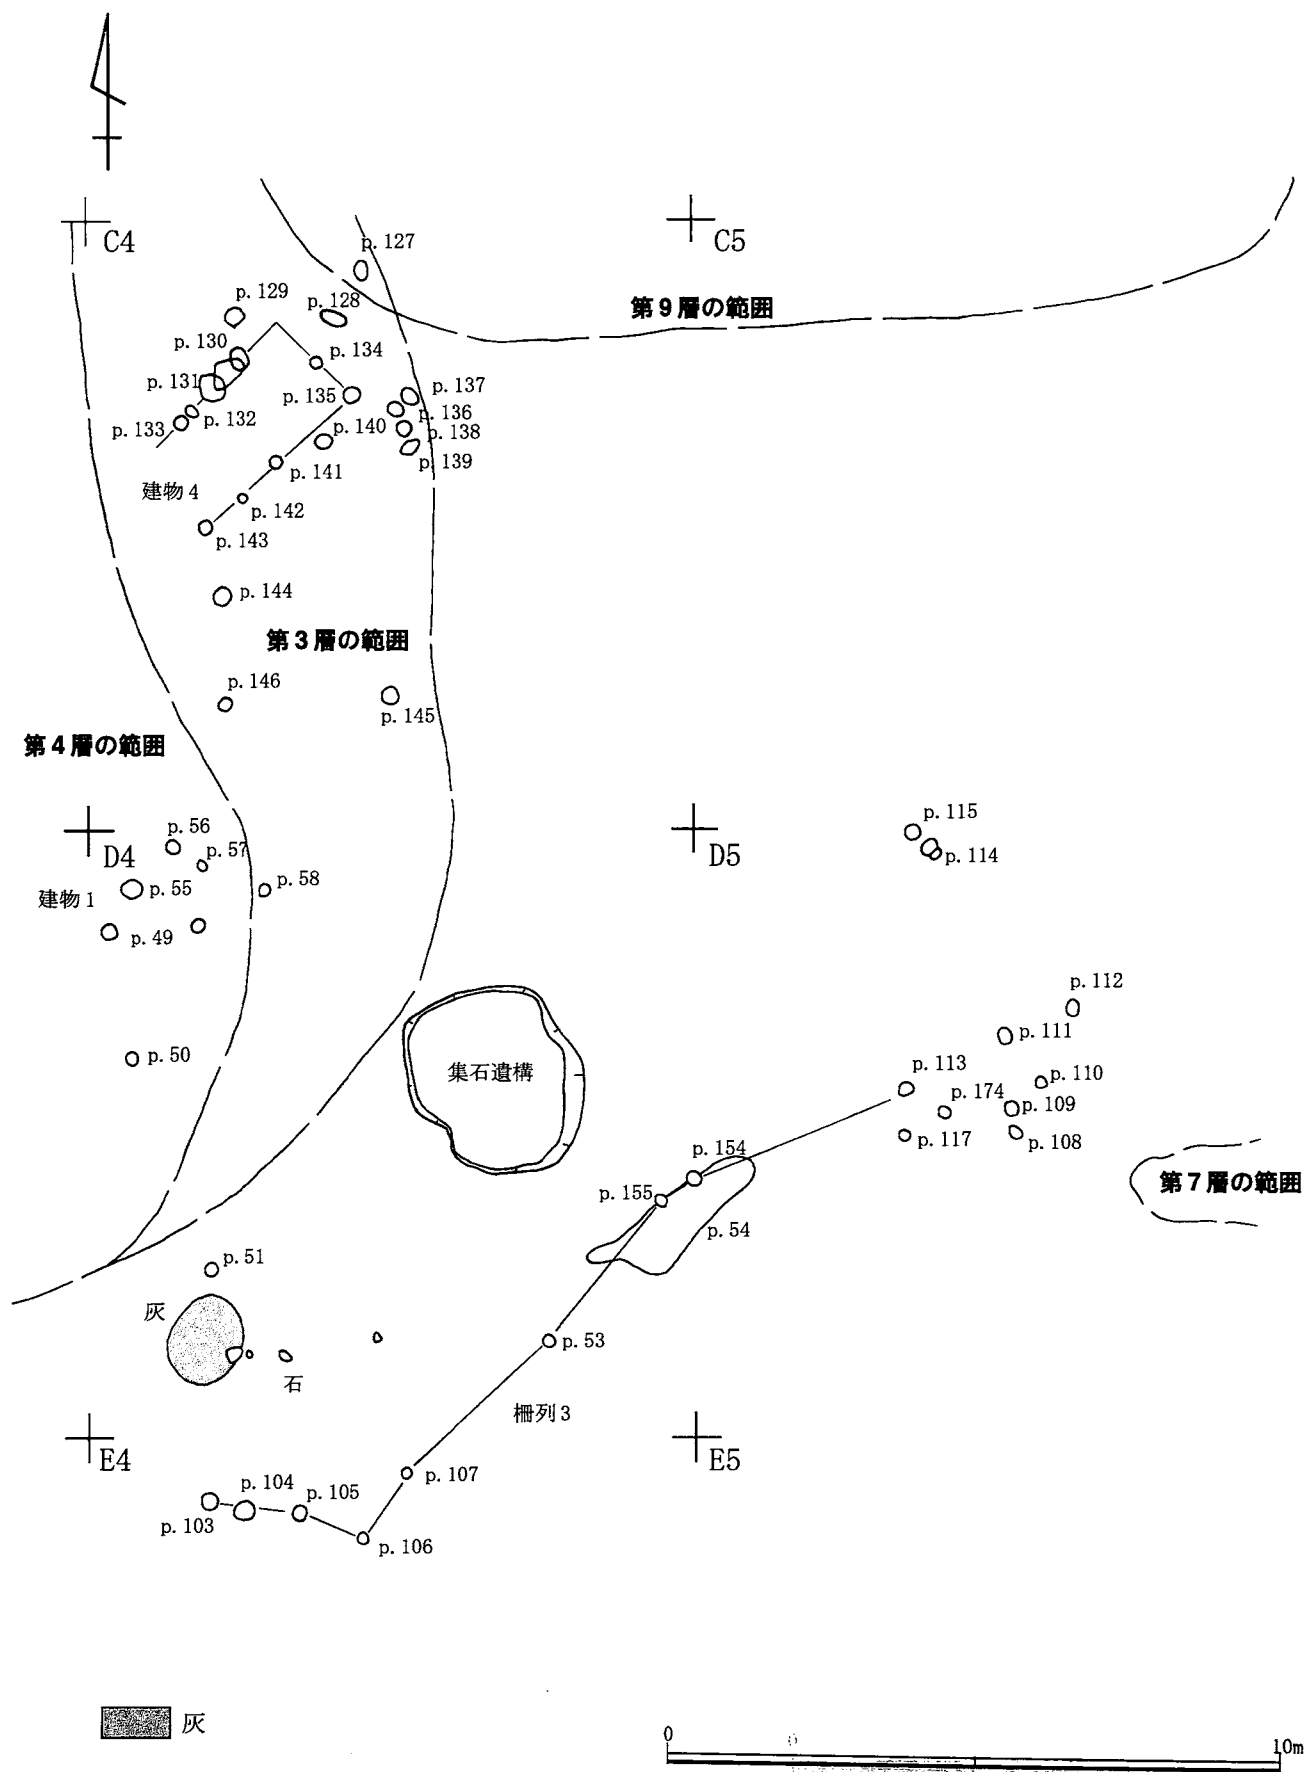 C4
C5
p. 127
p. 129
p. 128
第9層の範囲
p. 130
p. 134
p. 131
p. 135
p. 137
p. 136
p. 132
p. 133
p. 140
p. 138
p. 139
p. 141
建物4
p. 142
p. 143
p. 144
第3層の範囲
p. 146
p. 145
第4層の範囲
p. 115
p. 56
D4
p. 57
D5
p. 114
p. 55
p. 58
建物1
p. 49
p. 112
p. 111
p. 50
集石遺構
p. 113
p. 110
p. 174
p. 109
p. 117
p. 108
p. 154
第7層の範囲
p. 155
p. 54
p. 51
灰
p. 53
石
柵列3
E4
E5
p. 107
p. 104
p. 105
p. 103
p. 106
灰
0
10m